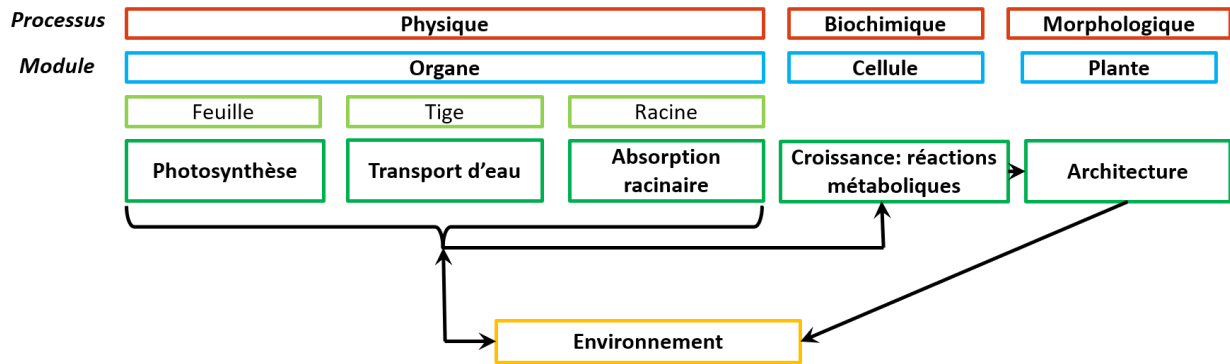 Processus
Physique
Biochimique
Morphologique
Module
Organe
Cellule
Plante
Feuille
Tige
Racine
Photosynthèse
Transport d’eau
Absorption
racinaire
Croissance: réactions
métaboliques
Architecture
Environnement